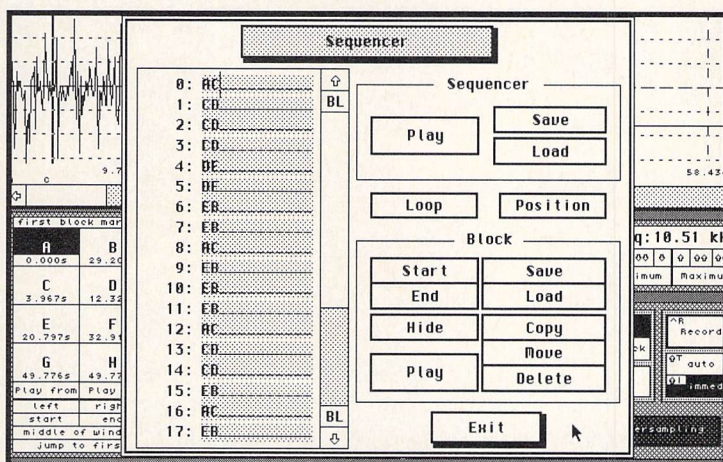 Sequencer
0: AC
1: CD
2: CD
3: CD
4: DE
5: DE
6: EB
7: EB
8: AC
9: EB
10: EB
11: EB
12: AC
13: CD
14: CD
15: EB
16: AC
17: EB
BL
BL
Sequencer
Play
Save
Load
Loop
Position
Block
Start
Save
End
Load
Hide
Copy
Move
Play
Delete
Exit
9.7
C
58.43
first block mar
A
B
0.000s
29.20
C
D
3.967s
12.32
E
F
20.797s
32.91
G
H
49.776s
49.77
Play from
Play
left
righ
start
end
middle of wind
jump to firs
q:10.51 kH
imum
Maximu
^R
Record
ck
⇧T auto
⇧I immed
ersampling